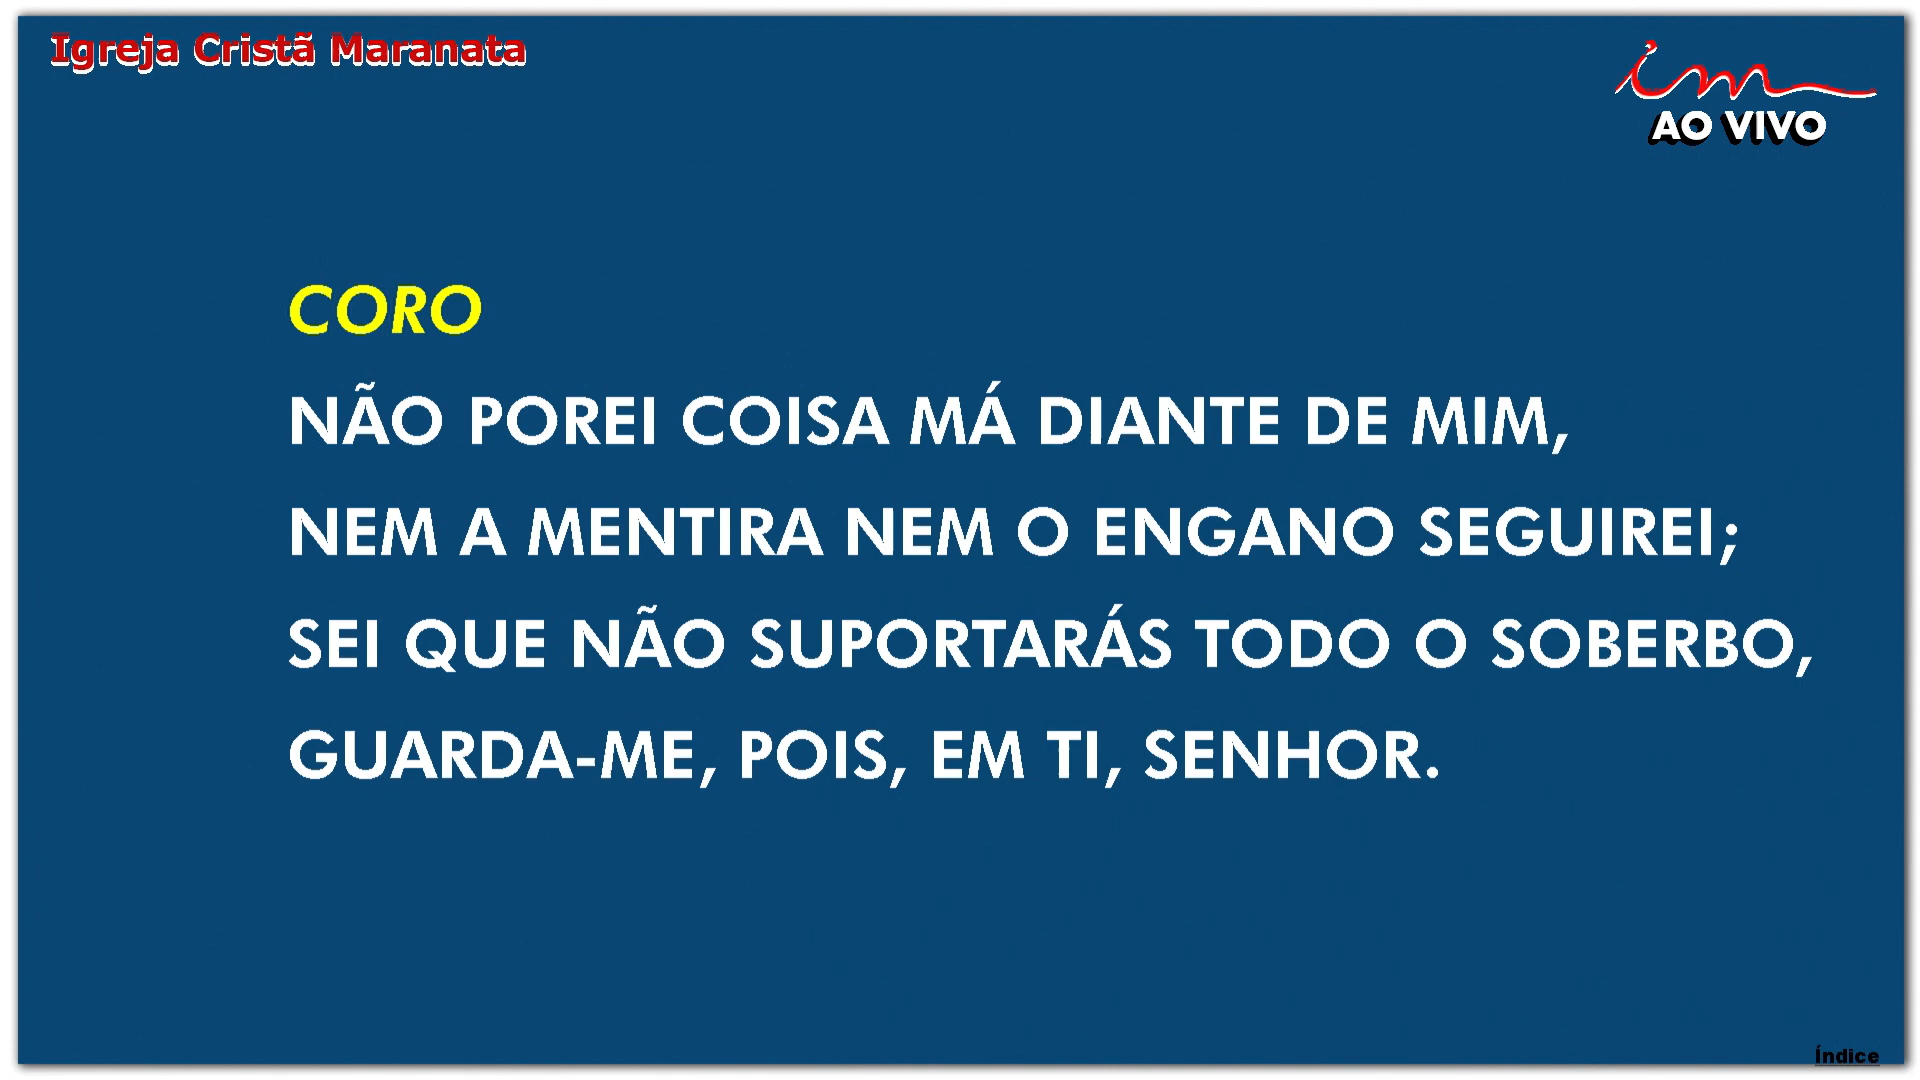 Igreja Cristã Maranata
im
AO VIVO
CORO
NÃO POREI COISA MÁ DIANTE DE MIM,
NEM A MENTIRA NEM O ENGANO SEGUIREI;
SEI QUE NÃO SUPORTARÁS TODO O SOBERBO,
GUARDA-ME, POIS, EM TI, SENHOR.
Índice